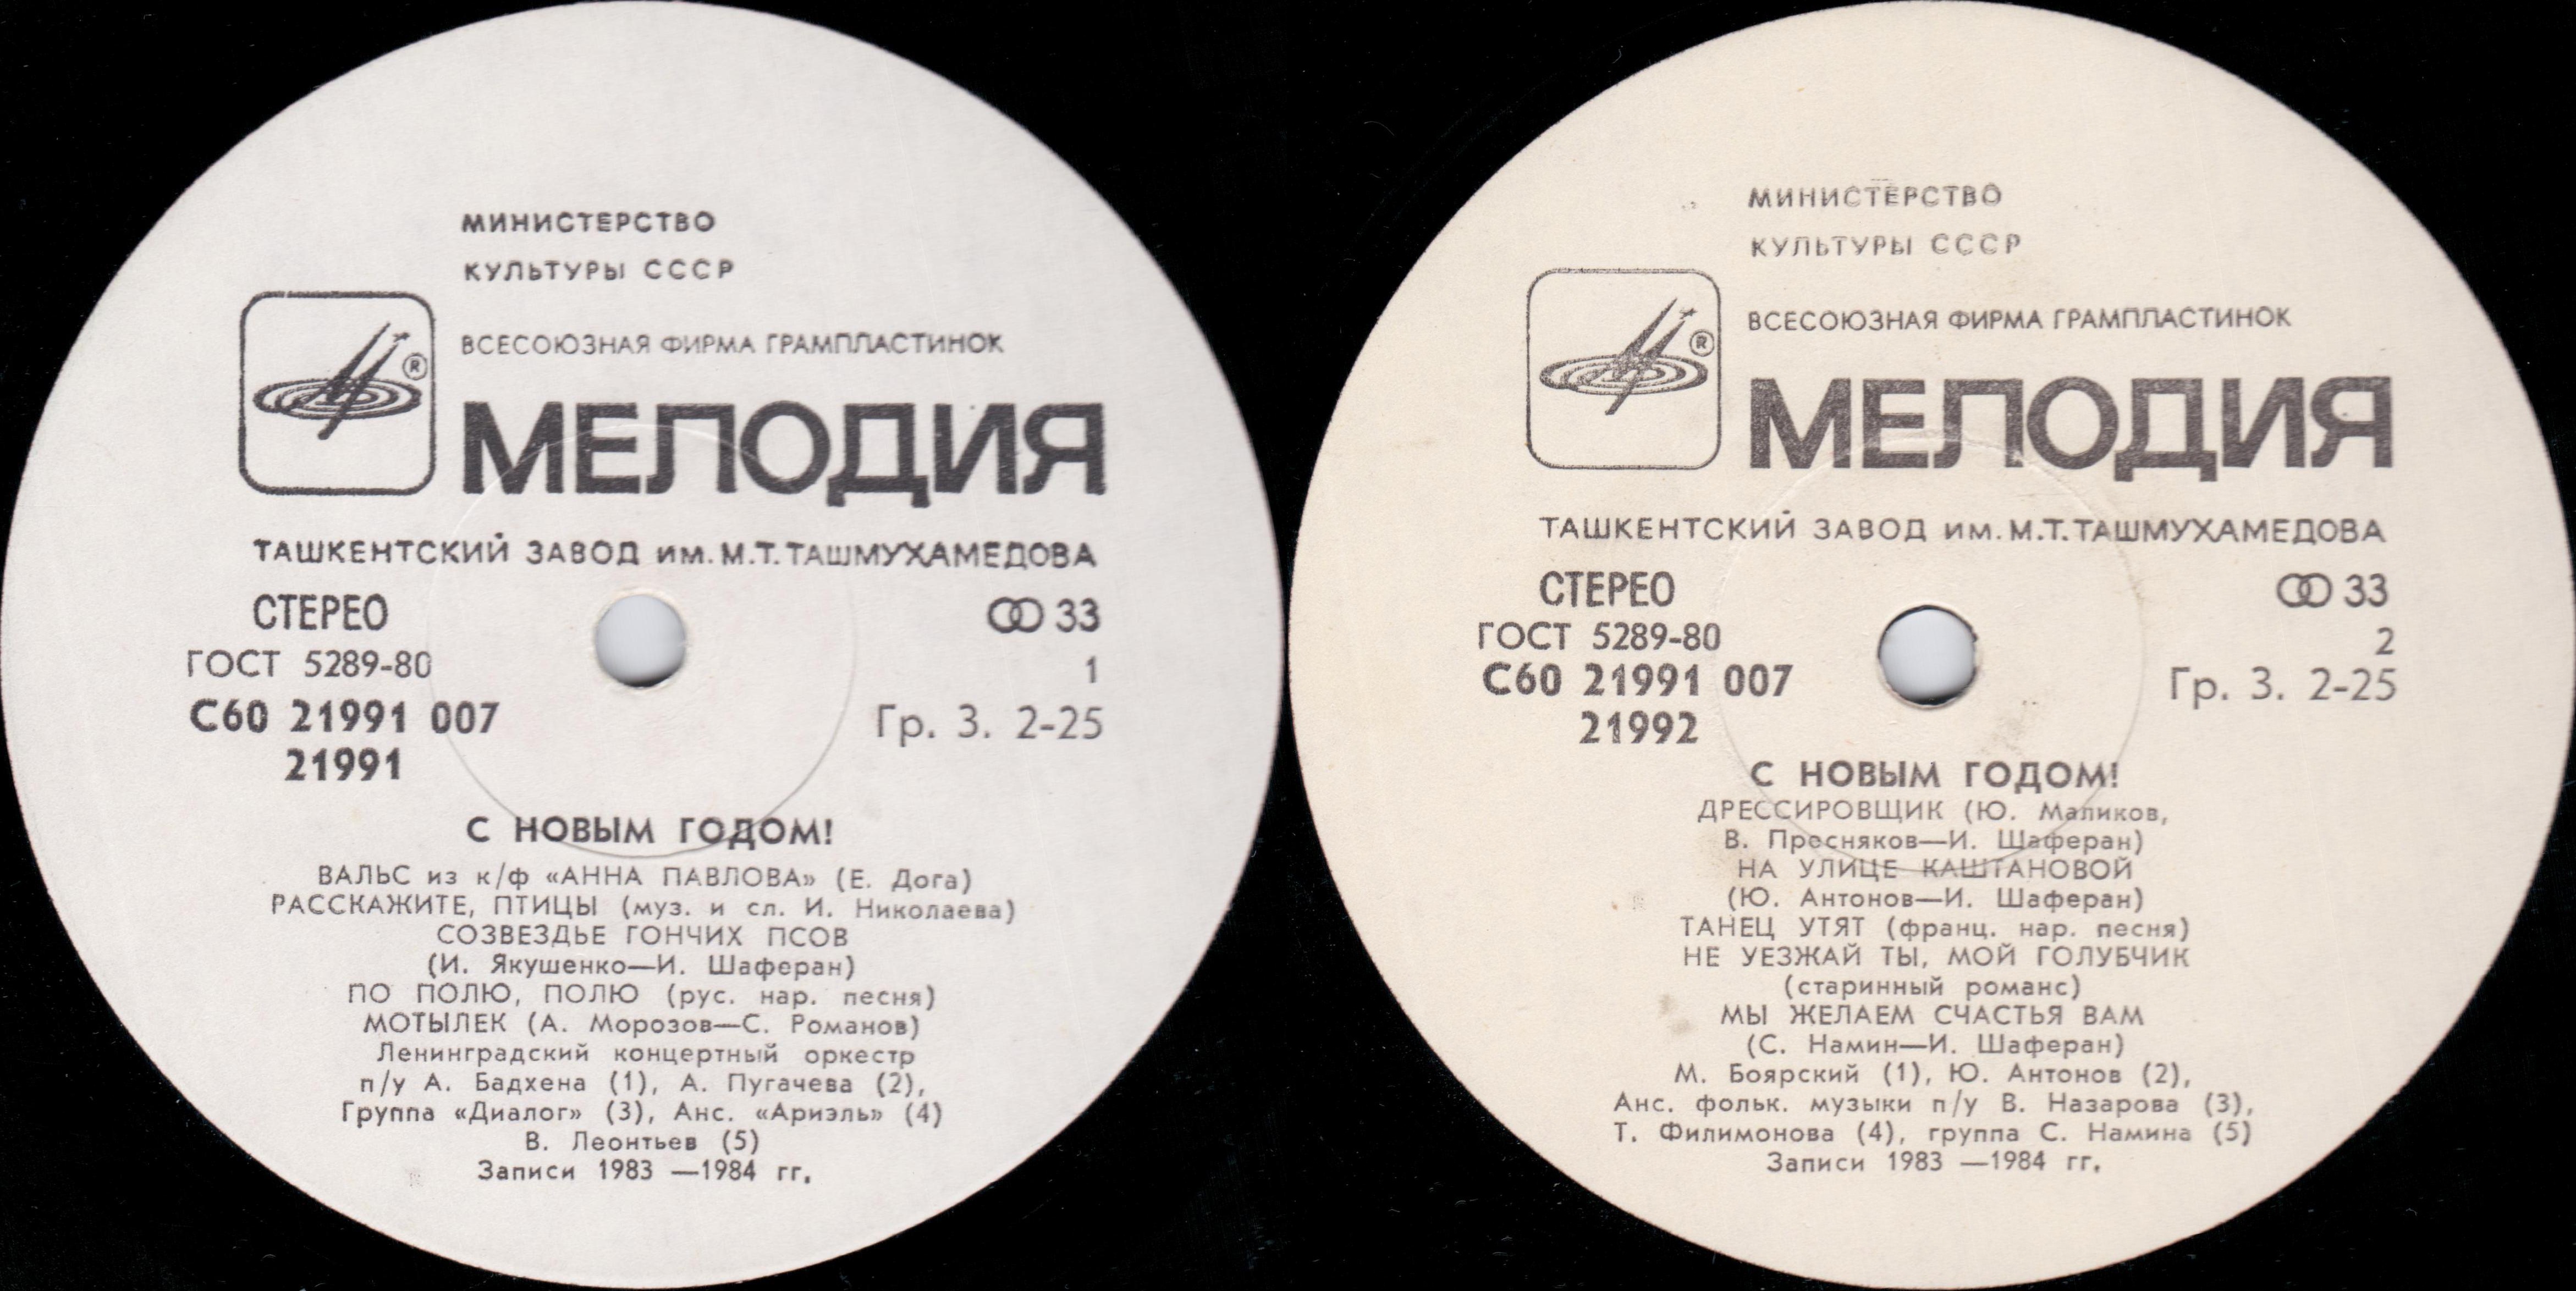 МИНИСТЕРСТВО
КУЛЬТУРЫ СССР
ВСЕСОЮЗНАЯ ФИРМА ГРАМПЛАСТИНОК
®
МЕЛОДИЯ
ТАШКЕНТСКИЙ ЗАВОД им. М.Т. ТАШМУХАМЕДОВА
СТЕРЕО 33
ГОСТ 5289-80 1
С60 21991 007 Гр. 3. 2-25
21991
С НОВЫМ ГОДОМ!
ВАЛЬС из к/ф «АННА ПАВЛОВА» (Е. Дога)
РАССКАЖИТЕ, ПТИЦЫ (муз. и сл. И. Николаева)
СОЗВЕЗДЬЕ ГОНЧИХ ПСОВ
(И. Якушенко—И. Шаферан)
ПО ПОЛЮ, ПОЛЮ (рус. нар. песня)
МОТЫЛЕК (А. Морозов—С. Романов)
Ленинградский концертный оркестр
п/у А. Бадхена (1), А. Пугачева (2),
Группа «Диалог» (3), Анс. «Ариэль» (4)
В. Леонтьев (5)
Записи 1983 —1984 гг.
МИНИСТЕРСТВО
КУЛЬТУРЫ СССР
ВСЕСОЮЗНАЯ ФИРМА ГРАМПЛАСТИНОК
®
МЕЛОДИЯ
ТАШКЕНТСКИЙ ЗАВОД им. М.Т. ТАШМУХАМЕДОВА
СТЕРЕО 33
ГОСТ 5289-80 2
С60 21991 007 Гр. 3. 2-25
21992
С НОВЫМ ГОДОМ!
ДРЕССИРОВЩИК (Ю. Маликов,
В. Пресняков—И. Шаферан)
НА УЛИЦЕ КАШТАНОВОЙ
(Ю. Антонов—И. Шаферан)
ТАНЕЦ УТЯТ (франц. нар. песня)
НЕ УЕЗЖАЙ ТЫ, МОЙ ГОЛУБЧИК
(старинный романс)
МЫ ЖЕЛАЕМ СЧАСТЬЯ ВАМ
(С. Намин—И. Шаферан)
М. Боярский (1), Ю. Антонов (2),
Анс. фольк. музыки п/у В. Назарова (3),
Т. Филимонова (4), группа С. Намина (5)
Записи 1983 —1984 гг.